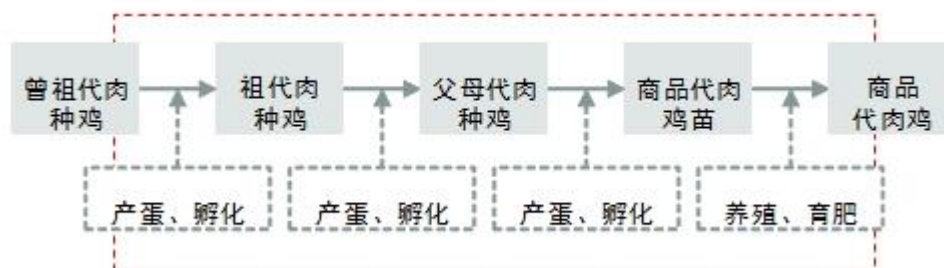 曾祖代肉
种鸡
祖代肉
种鸡
父母代肉
种鸡
商品代肉
鸡苗
商品
代肉鸡
产蛋、孵化
产蛋、孵化
产蛋、孵化
养殖、育肥